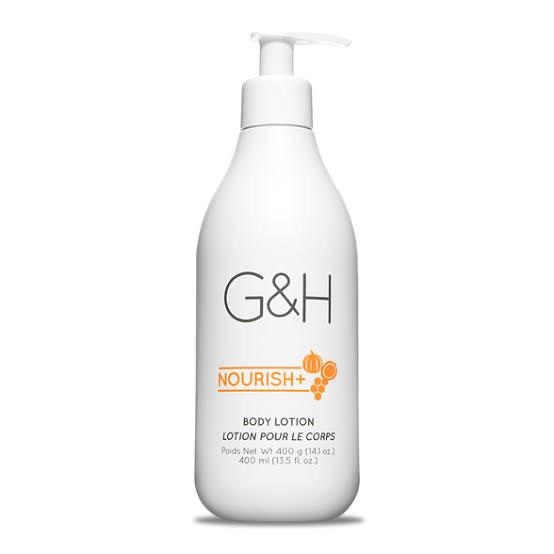 G&H
NOURISH+
BODY LOTION
LOTION POUR LE CORPS
Poids Net Wt 400 g (14.1 oz.)
400 ml (13.5 fl. oz.)